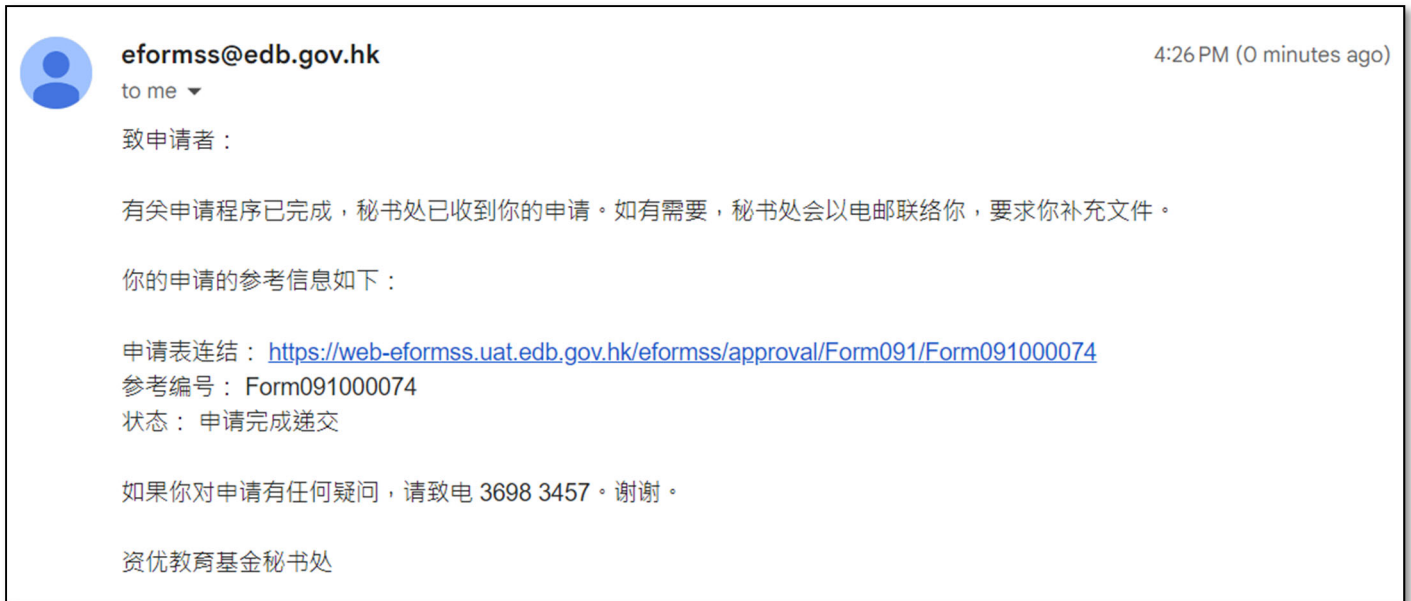 eformss@edb.gov.hk
4:26 PM (0 minutes ago)
to me
致申请者：
有关申请程序已完成，秘书处已收到你的申请。如有需要，秘书处会以电邮联络你，要求你补充文件。
你的申请的参考信息如下：
申请表连结： https://web-eformss.uat.edb.gov.hk/eformss/approval/Form091/Form091000074
参考编号： Form091000074
状态： 申请完成递交
如果你对申请有任何疑问，请致电 3698 3457。谢谢。
资优教育基金秘书处